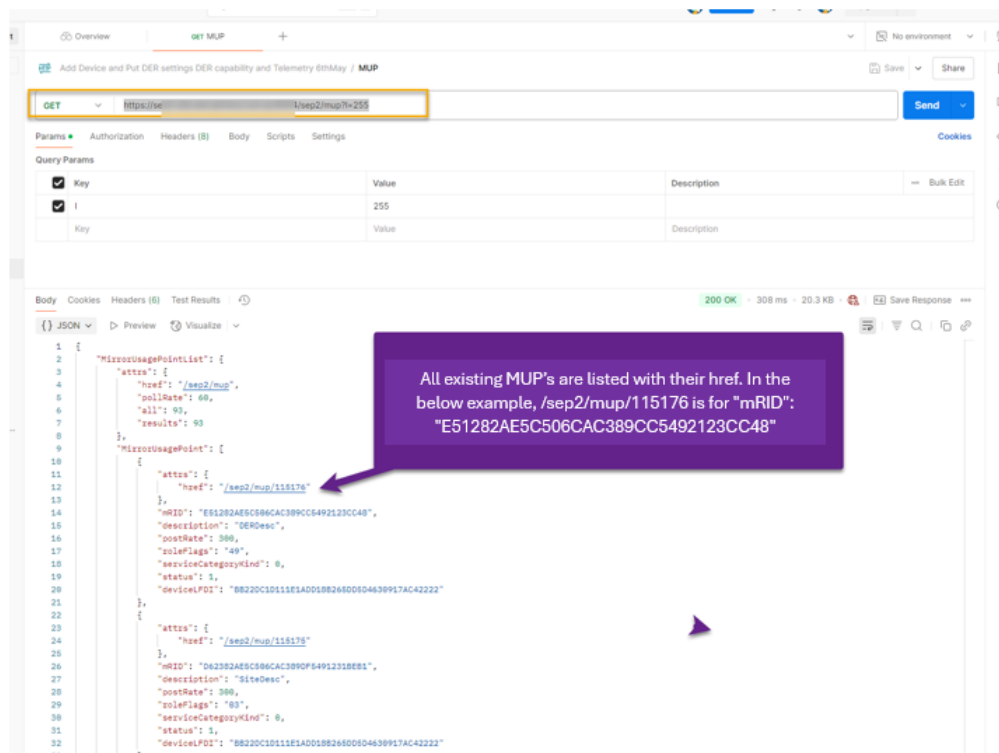 Overview GET MUP + No environment
Add Device and Put DER settings DER capability and Telemetry 6thMay / MUP Save Share
GET https://se /sep2/mup?l=255 Send
Params Authorization Headers (8) Body Scripts Settings Cookies
Query Params
Key Value Description ••• Bulk Edit
l 255
Key Value Description
Body Cookies Headers (6) Test Results 200 OK • 308 ms • 20.3 KB • Save Response •••
{} JSON Preview Visualize
1 {
2 "MirrorUsagePointList": {
3 "attrs": {
4 "href": "/sep2/mup",
5 "pollRate": 60,
6 "all": 93,
7 "results": 93
8 },
9 "MirrorUsagePoint": [
10 {
11 "attrs": {
12 "href": "/sep2/mup/115176"
13 },
14 "mRID": "E51282AE5C506CAC389CC5492123CC48",
15 "description": "DERDesc",
16 "postRate": 300,
17 "roleFlags": "49",
18 "serviceCategoryKind": 0,
19 "status": 1,
20 "deviceLFDI":
21 },
22 {
23 "attrs": {
24 "href": "/sep2/mup/115175"
25 },
26 "mRID":
27 "description": "SiteDesc",
28 "postRate": 300,
29 "roleFlags": "03",
30 "serviceCategoryKind": 0,
31 "status": 1,
32 "deviceLFDI":
All existing MUP's are listed with their href. In the
below example, /sep2/mup/115176 is for "mRID":
"E51282AE5C506CAC389CC5492123CC48"